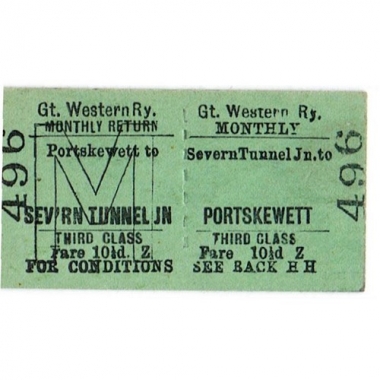 496
Gt. Western Ry.
MONTHLY RETURN
Portskewett to
M
SEVERN TUNNEL JN
THIRD CLASS
Fare 10½d. Z
FOR CONDITIONS
Gt. Western Ry.
MONTHLY
Severn Tunnel Jn. to
PORTSKEWETT
THIRD CLASS
Fare 10½d. Z
SEE BACK H H
496